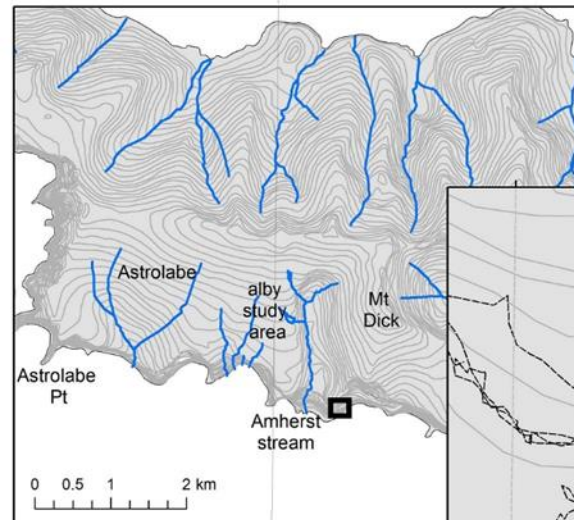 Astrolabe
alby
study
area
Mt
Dick
Astrolabe
Pt
Amherst
stream
0 0.5 1 2 km